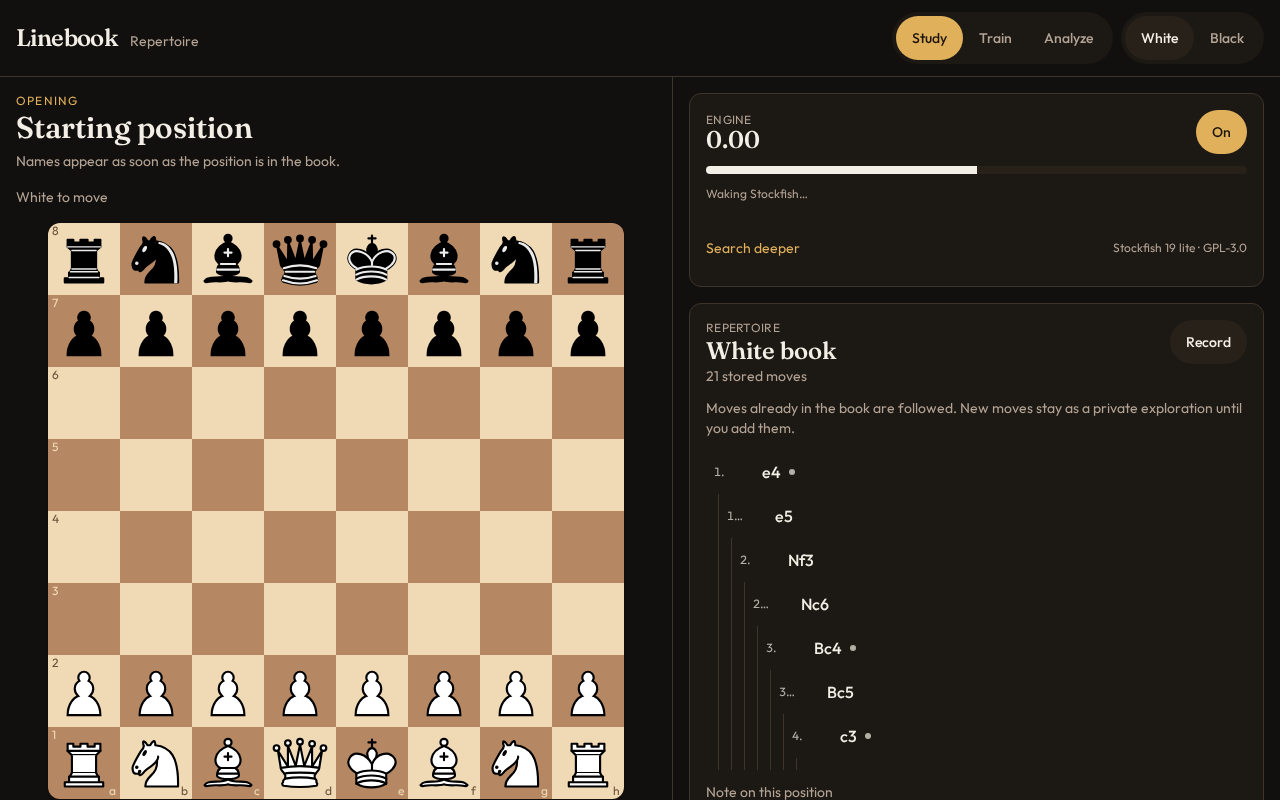 Linebook Repertoire
Study Train Analyze White Black
OPENING
Starting position
Names appear as soon as the position is in the book.
White to move
8
7
6
5
4
3
2
1
a b c d e f g h
ENGINE
0.00
On
Waking Stockfish…
Search deeper
Stockfish 19 lite · GPL-3.0
REPERTOIRE
White book
21 stored moves
Record
Moves already in the book are followed. New moves stay as a private exploration until
you add them.
1. e4
1… e5
2. Nf3
2… Nc6
3. Bc4
3… Bc5
4. c3
Note on this position